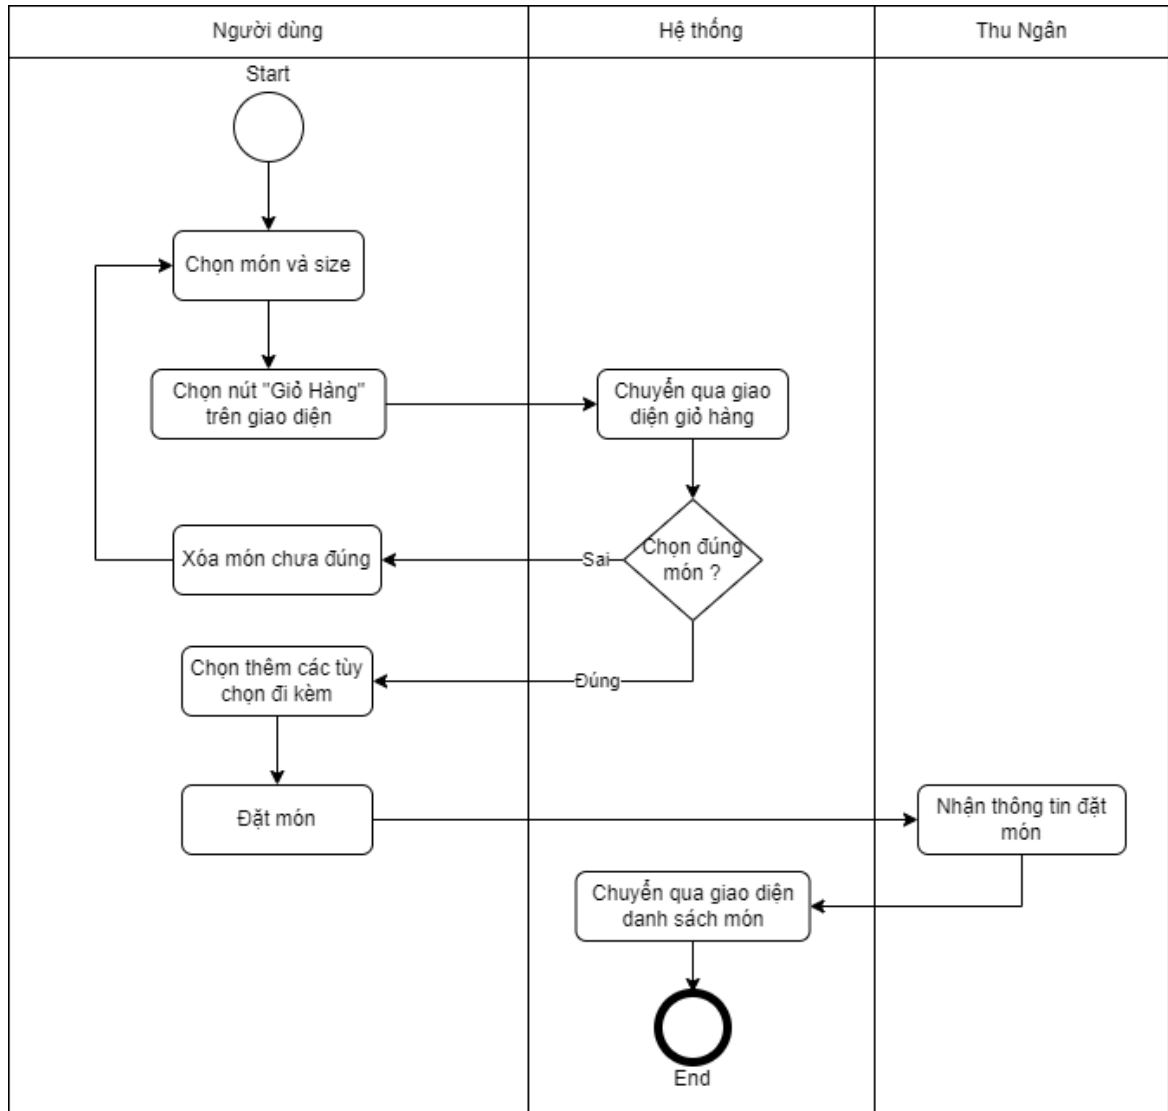 Người dùng
Hệ thống
Thu Ngân
Start
Chọn món và size
Chọn nút "Giỏ Hàng"
trên giao diện
Chuyển qua giao
diện giỏ hàng
Chọn đúng
món ?
Sai
Xóa món chưa đúng
Đúng
Chọn thêm các tùy
chọn đi kèm
Đặt món
Nhận thông tin đặt
món
Chuyển qua giao diện
danh sách món
End